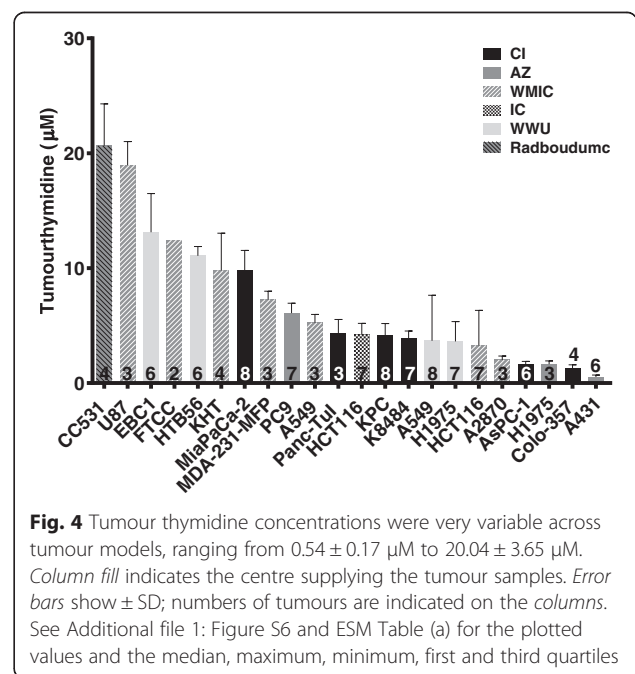 30
20
10
0
Tumourthymidine (µM)
CI
AZ
WMIC
IC
WWU
Radboudumc
4 3 6 2 6 4 8 3 7 3 3 7 8 7 8 7 7 3 6 3 4 6
CC531
U87
EBC1
FTCC
HTB56
KHT
MiaPaCa-2
MDA-231-MFP
PC9
A549
Panc-TuI
HCT116
KPC
K8484
A549
H1975
HCT116
A2870
AsPC-1
H1975
Colo-357
A431
Fig. 4 Tumour thymidine concentrations were very variable across
tumour models, ranging from 0.54 ± 0.17 µM to 20.04 ± 3.65 µM.
Column fill indicates the centre supplying the tumour samples. Error
bars show ± SD; numbers of tumours are indicated on the columns.
See Additional file 1: Figure S6 and ESM Table (a) for the plotted
values and the median, maximum, minimum, first and third quartiles